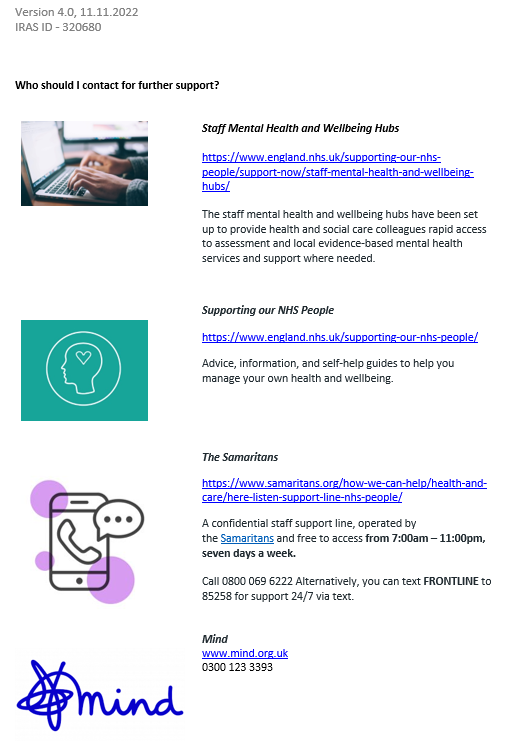 Version 4.0, 11.11.2022
IRAS ID - 320680
Who should I contact for further support?
Staff Mental Health and Wellbeing Hubs
https://www.england.nhs.uk/supporting-our-nhs-
people/support-now/staff-mental-health-and-wellbeing-
hubs/
The staff mental health and wellbeing hubs have been set
up to provide health and social care colleagues rapid access
to assessment and local evidence-based mental health
services and support where needed.
Supporting our NHS People
https://www.england.nhs.uk/supporting-our-nhs-people/
Advice, information, and self-help guides to help you
manage your own health and wellbeing.
The Samaritans
https://www.samaritans.org/how-we-can-help/health-and-
care/here-listen-support-line-nhs-people/
A confidential staff support line, operated by
the Samaritans and free to access from 7:00am – 11:00pm,
seven days a week.
Call 0800 069 6222 Alternatively, you can text FRONTLINE to
85258 for support 24/7 via text.
Mind
www.mind.org.uk
0300 123 3393
mind